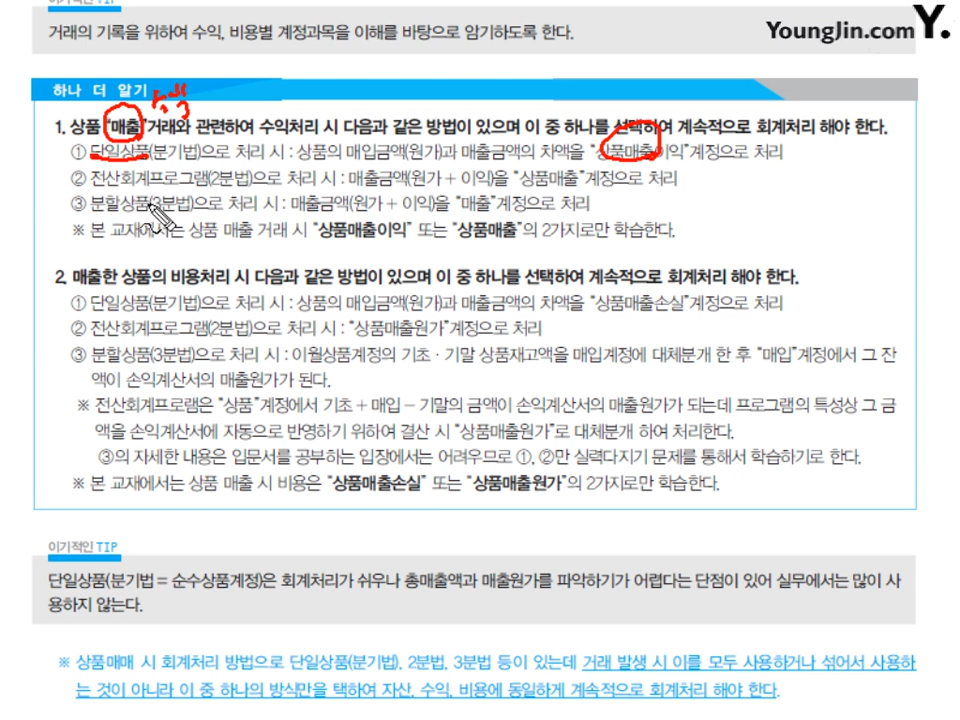 거래의 기록을 위하여 수익, 비용별 계정과목을 이해를 바탕으로 암기하도록 한다.
YoungJin.com Y.
하나 더 알기
1. 상품 “매출”거래와 관련하여 수익처리 시 다음과 같은 방법이 있으며 이 중 하나를 선택하여 계속적으로 회계처리 해야 한다.
① 단일상품(분기법)으로 처리 시 : 상품의 매입금액(원가)과 매출금액의 차액을 “상품매출이익”계정으로 처리
② 전산회계프로그램(2분법)으로 처리 시 : 매출금액(원가 + 이익)을 “상품매출”계정으로 처리
③ 분할상품(3분법)으로 처리 시 : 매출금액(원가 + 이익)을 “매출”계정으로 처리
※ 본 교재에서는 상품 매출 거래 시 “상품매출이익” 또는 “상품매출”의 2가지로만 학습한다.
2. 매출한 상품의 비용처리 시 다음과 같은 방법이 있으며 이 중 하나를 선택하여 계속적으로 회계처리 해야 한다.
① 단일상품(분기법)으로 처리 시 : 상품의 매입금액(원가)과 매출금액의 차액을 “상품매출손실”계정으로 처리
② 전산회계프로그램(2분법)으로 처리 시 : “상품매출원가”계정으로 처리
③ 분할상품(3분법)으로 처리 시 : 이월상품계정의 기초 · 기말 상품재고액을 매입계정에 대체분개 한 후 “매입”계정에서 그 잔
액이 손익계산서의 매출원가가 된다.
※ 전산회계프로램은 “상품”계정에서 기초 + 매입 – 기말의 금액이 손익계산서의 매출원가가 되는데 프로그램의 특성상 그 금
액을 손익계산서에 자동으로 반영하기 위하여 결산 시 “상품매출원가”로 대체분개 하여 처리한다.
③의 자세한 내용은 입문서를 공부하는 입장에서는 어려우므로 ①, ②만 실력다지기 문제를 통해서 학습하기로 한다.
※ 본 교재에서는 상품 매출 시 비용은 “상품매출손실” 또는 “상품매출원가”의 2가지로만 학습한다.
이기적인 TIP
단일상품(분기법 = 순수상품계정)은 회계처리가 쉬우나 총매출액과 매출원가를 파악하기가 어렵다는 단점이 있어 실무에서는 많이 사
용하지 않는다.
※ 상품매매 시 회계처리 방법으로 단일상품(분기법), 2분법, 3분법 등이 있는데 거래 발생 시 이를 모두 사용하거나 섞어서 사용하
는 것이 아니라 이 중 하나의 방식만을 택하여 자산, 수익, 비용에 동일하게 계속적으로 회계처리 해야 한다.